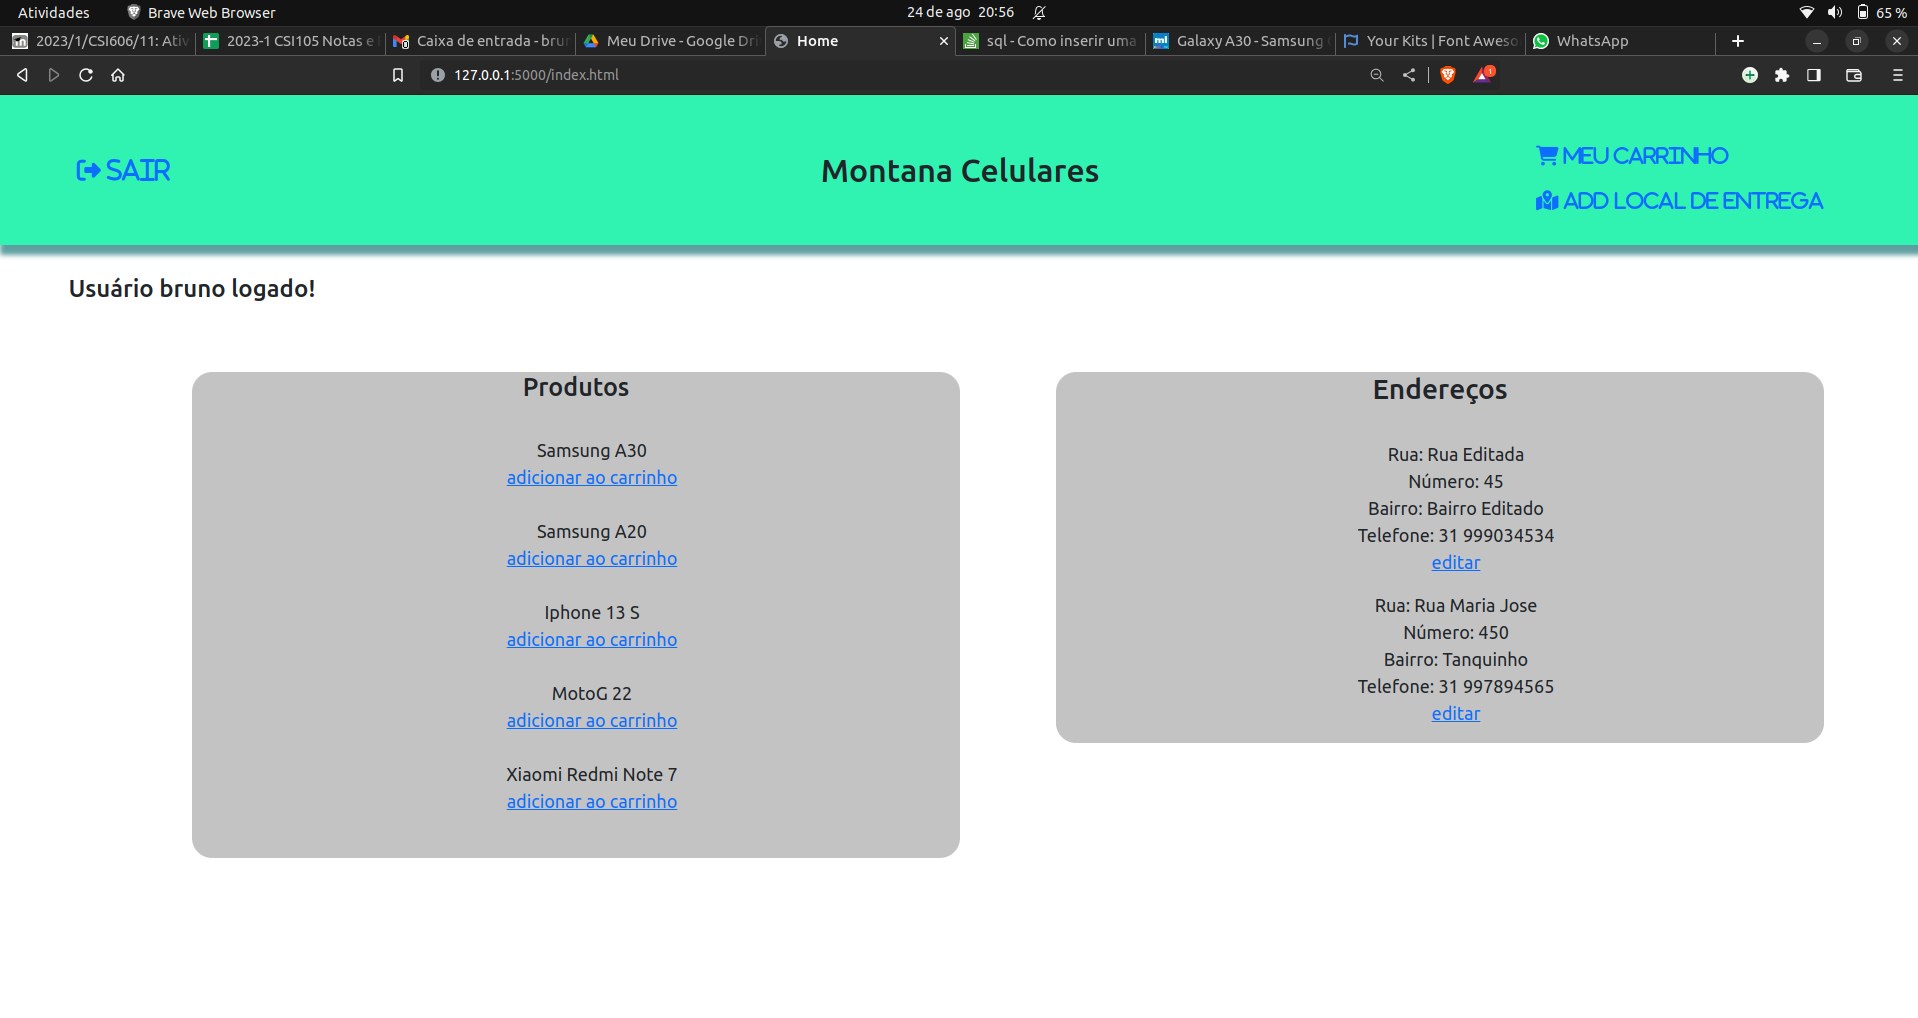 Atividades
Brave Web Browser
24 de ago 20:56
65 %
2023/1/CSI606/11: Ativ
2023-1 CSI105 Notas e
Caixa de entrada - brun
Meu Drive - Google Dri
Home
sql - Como inserir uma
Galaxy A30 - Samsung
Your Kits | Font Aweso
WhatsApp
127.0.0.1:5000/index.html
1
SAIR
Montana Celulares
MEU CARRINHO
ADD LOCAL DE ENTREGA
Usuário bruno logado!
Produtos
Samsung A30
adicionar ao carrinho
Samsung A20
adicionar ao carrinho
Iphone 13 S
adicionar ao carrinho
MotoG 22
adicionar ao carrinho
Xiaomi Redmi Note 7
adicionar ao carrinho
Endereços
Rua: Rua Editada
Número: 45
Bairro: Bairro Editado
Telefone: 31 999034534
editar
Rua: Rua Maria Jose
Número: 450
Bairro: Tanquinho
Telefone: 31 997894565
editar